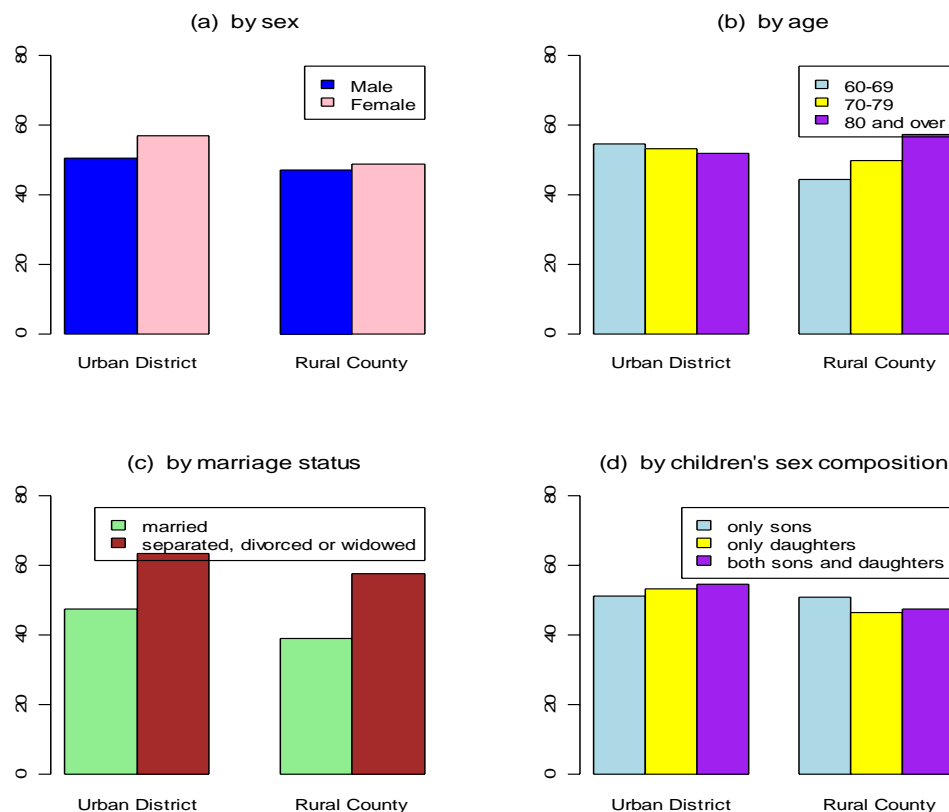 (a) by sex
80
60
40
20
0
Male
Female
Urban District
Rural County
(b) by age
80
60
40
20
0
60-69
70-79
80 and over
Urban District
Rural County
(c) by marriage status
80
60
40
20
0
married
separated, divorced or widowed
Urban District
Rural County
(d) by children's sex composition
80
60
40
20
0
only sons
only daughters
both sons and daughters
Urban District
Rural County